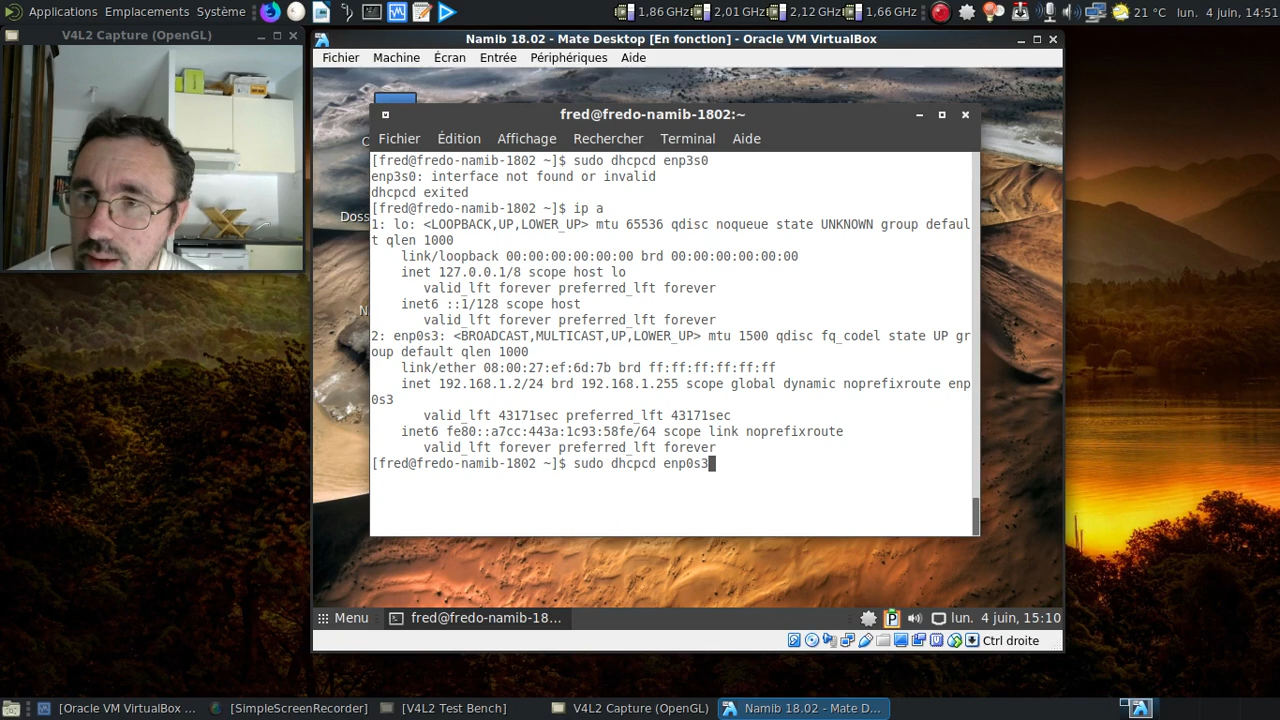 Applications Emplacements Système 1,86 GHz 2,01 GHz 2,12 GHz 1,66 GHz 21 °C lun. 4 juin, 14:51
V4L2 Capture (OpenGL)
Namib 18.02 - Mate Desktop [En fonction] - Oracle VM VirtualBox
Fichier Machine Écran Entrée Périphériques Aide
fred@fredo-namib-1802:~
Fichier Édition Affichage Rechercher Terminal Aide
[fred@fredo-namib-1802 ~]$ sudo dhcpcd enp3s0
enp3s0: interface not found or invalid
dhcpcd exited
[fred@fredo-namib-1802 ~]$ ip a
1: lo: <LOOPBACK,UP,LOWER_UP> mtu 65536 qdisc noqueue state UNKNOWN group defaul
t qlen 1000
link/loopback 00:00:00:00:00:00 brd 00:00:00:00:00:00
inet 127.0.0.1/8 scope host lo
valid_lft forever preferred_lft forever
inet6 ::1/128 scope host
valid_lft forever preferred_lft forever
2: enp0s3: <BROADCAST,MULTICAST,UP,LOWER_UP> mtu 1500 qdisc fq_codel state UP gr
oup default qlen 1000
link/ether 08:00:27:ef:6d:7b brd ff:ff:ff:ff:ff:ff
inet 192.168.1.2/24 brd 192.168.1.255 scope global dynamic noprefixroute enp
0s3
valid_lft 43171sec preferred_lft 43171sec
inet6 fe80::a7cc:443a:1c93:58fe/64 scope link noprefixroute
valid_lft forever preferred_lft forever
[fred@fredo-namib-1802 ~]$ sudo dhcpcd enp0s3
Doss
Menu fred@fredo-namib-18... lun. 4 juin, 15:10
Ctrl droite
[Oracle VM VirtualBox ... [SimpleScreenRecorder] [V4L2 Test Bench] V4L2 Capture (OpenGL) Namib 18.02 - Mate D...